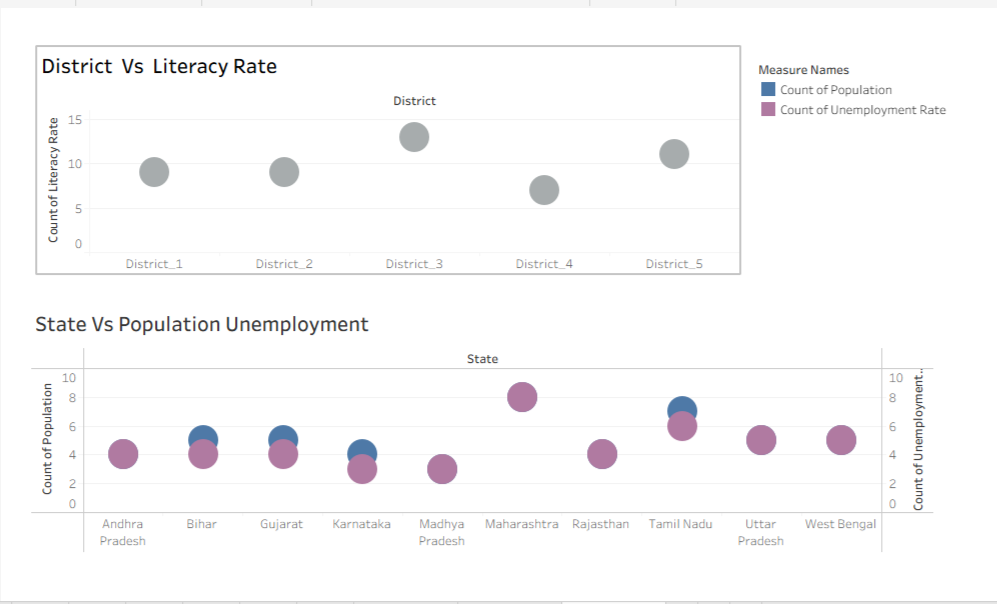 District Vs Literacy Rate
District
Count of Literacy Rate
15
10
5
0
District_1 District_2 District_3 District_4 District_5
Measure Names
Count of Population
Count of Unemployment Rate
State Vs Population Unemployment
State
Count of Population
10
8
6
4
2
0
10
8
6
4
2
0
Count of Unemployment..
Andhra Bihar Gujarat Karnataka Madhya Maharashtra Rajasthan Tamil Nadu Uttar West Bengal
Pradesh Pradesh Pradesh